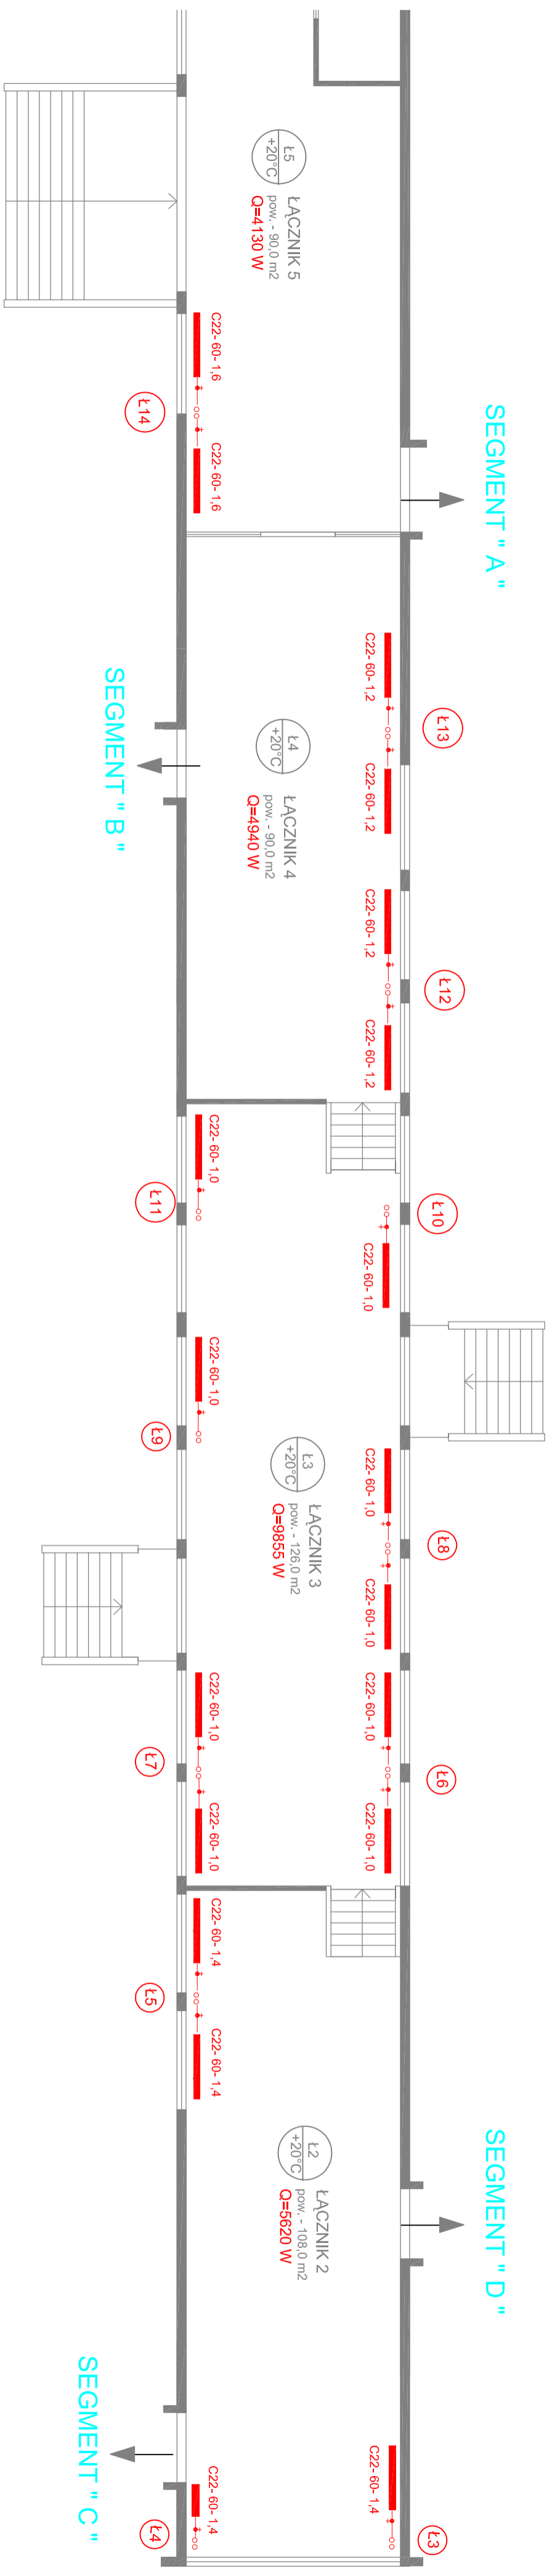 SEGMENT " A "
Ł5
+20°C
ŁĄCZNIK 5
pow. - 90,0 m2
Q=4130 W
C22- 60- 1,6
C22- 60- 1,6
Ł14
SEGMENT " B "
Ł13
C22- 60- 1,2
C22- 60- 1,2
Ł4
+20°C
ŁĄCZNIK 4
pow. - 90,0 m2
Q=4940 W
Ł12
C22- 60- 1,2
C22- 60- 1,2
Ł11
C22- 60- 1,0
Ł10
C22- 60- 1,0
C22- 60- 1,0
Ł9
Ł3
+20°C
ŁĄCZNIK 3
pow. - 126,0 m2
Q=9855 W
Ł8
C22- 60- 1,0
C22- 60- 1,0
Ł7
C22- 60- 1,0
C22- 60- 1,0
Ł6
C22- 60- 1,0
C22- 60- 1,0
Ł5
C22- 60- 1,4
C22- 60- 1,4
Ł2
+20°C
ŁĄCZNIK 2
pow. - 108,0 m2
Q=5620 W
SEGMENT " D "
SEGMENT " C "
C22- 60- 1,4
Ł3
C22- 60- 1,4
Ł4